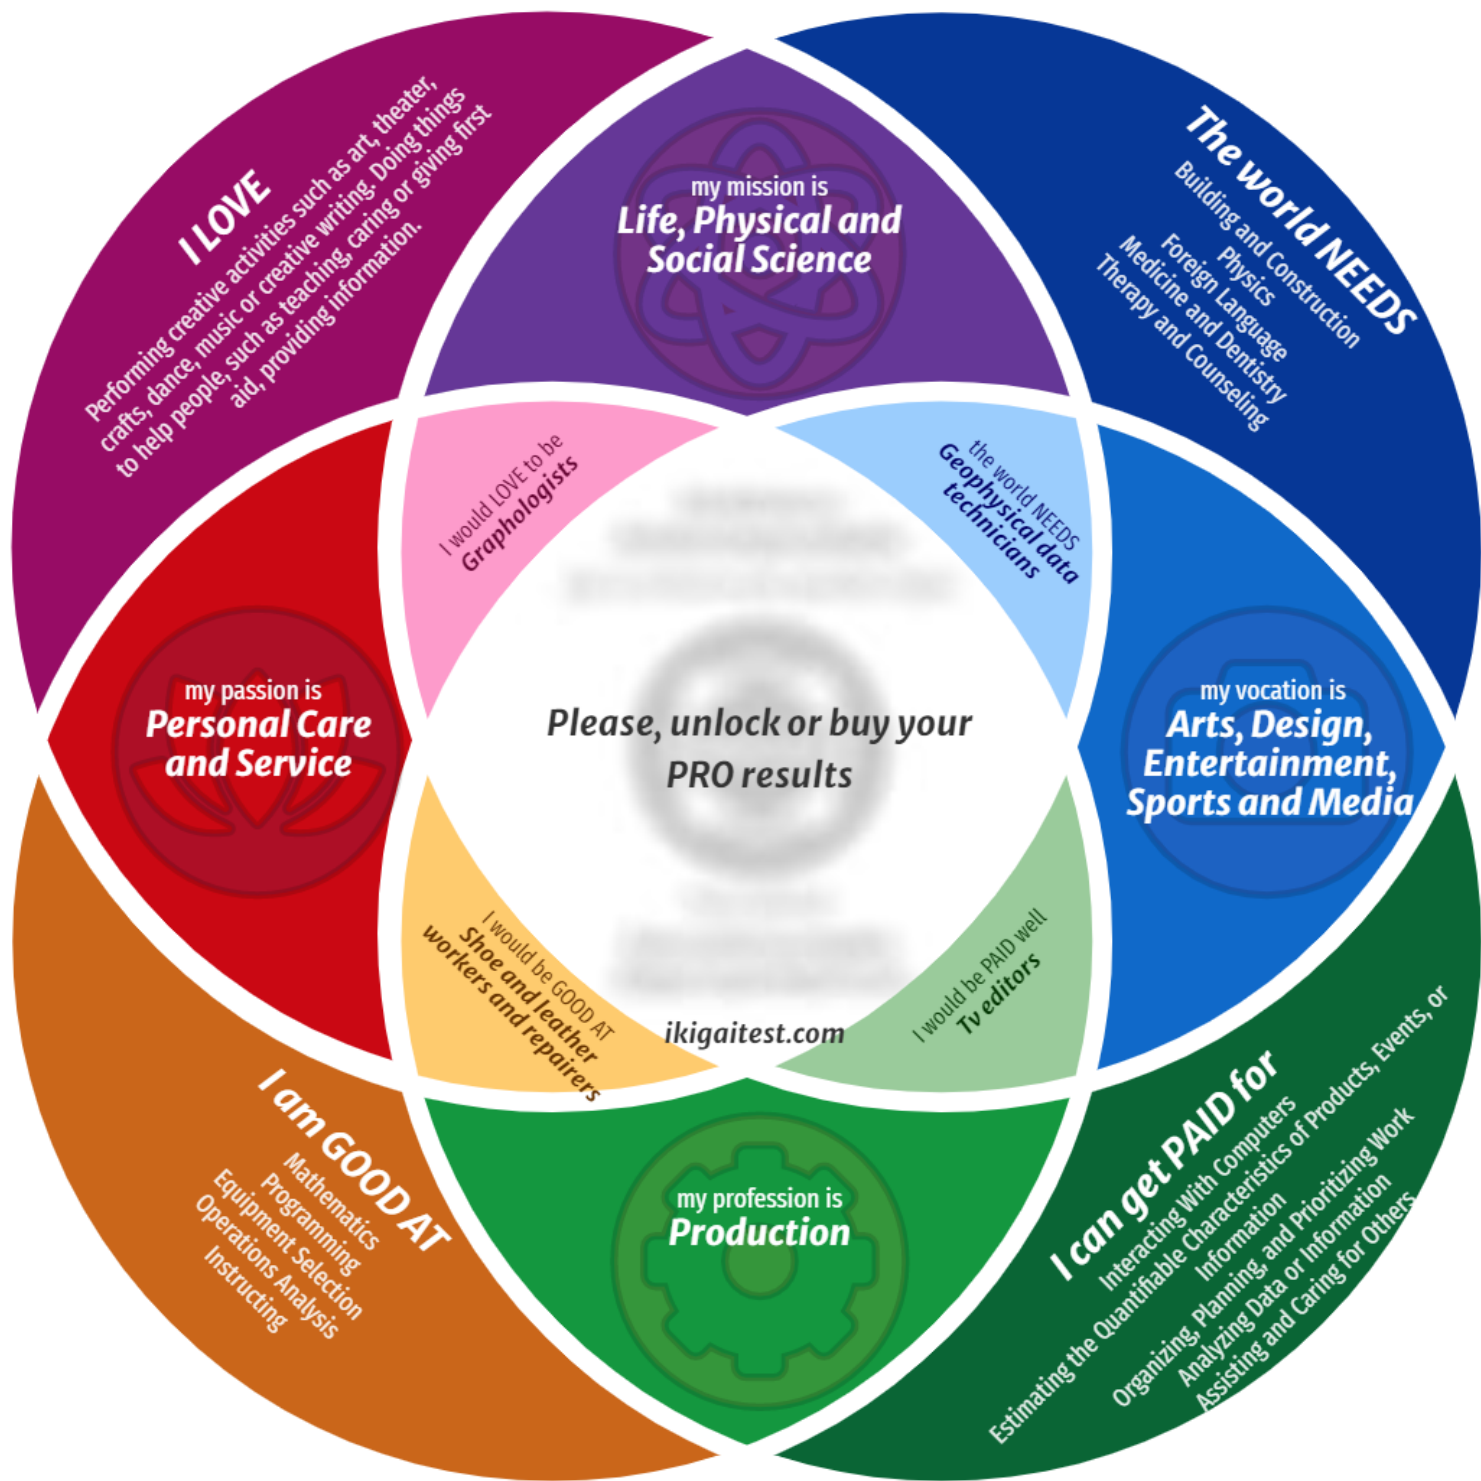 I LOVE
Performing creative activities such as art, theater,
crafts, dance, music or creative writing. Doing things
to help people, such as teaching, caring or giving first
aid, providing information.
my mission is
Life, Physical and
Social Science
The world NEEDS
Building and Construction
Physics
Foreign Language
Medicine and Dentistry
Therapy and Counseling
I would LOVE to be
Graphologists
the world NEEDS
Geophysical data
technicians
my passion is
Personal Care
and Service
Please, unlock or buy your
PRO results
my vocation is
Arts, Design,
Entertainment,
Sports and Media
I would be GOOD AT
Shoe and leather
workers and repairers
I would be PAID well
Tv editors
ikigaitest.com
I am GOOD AT
Mathematics
Programming
Equipment Selection
Operations Analysis
Instructing
my profession is
Production
I can get PAID for
Interacting With Computers
Estimating the Quantifiable Characteristics of Products, Events, or
Information
Organizing, Planning, and Prioritizing Work
Analyzing Data or Information
Assisting and Caring for Others